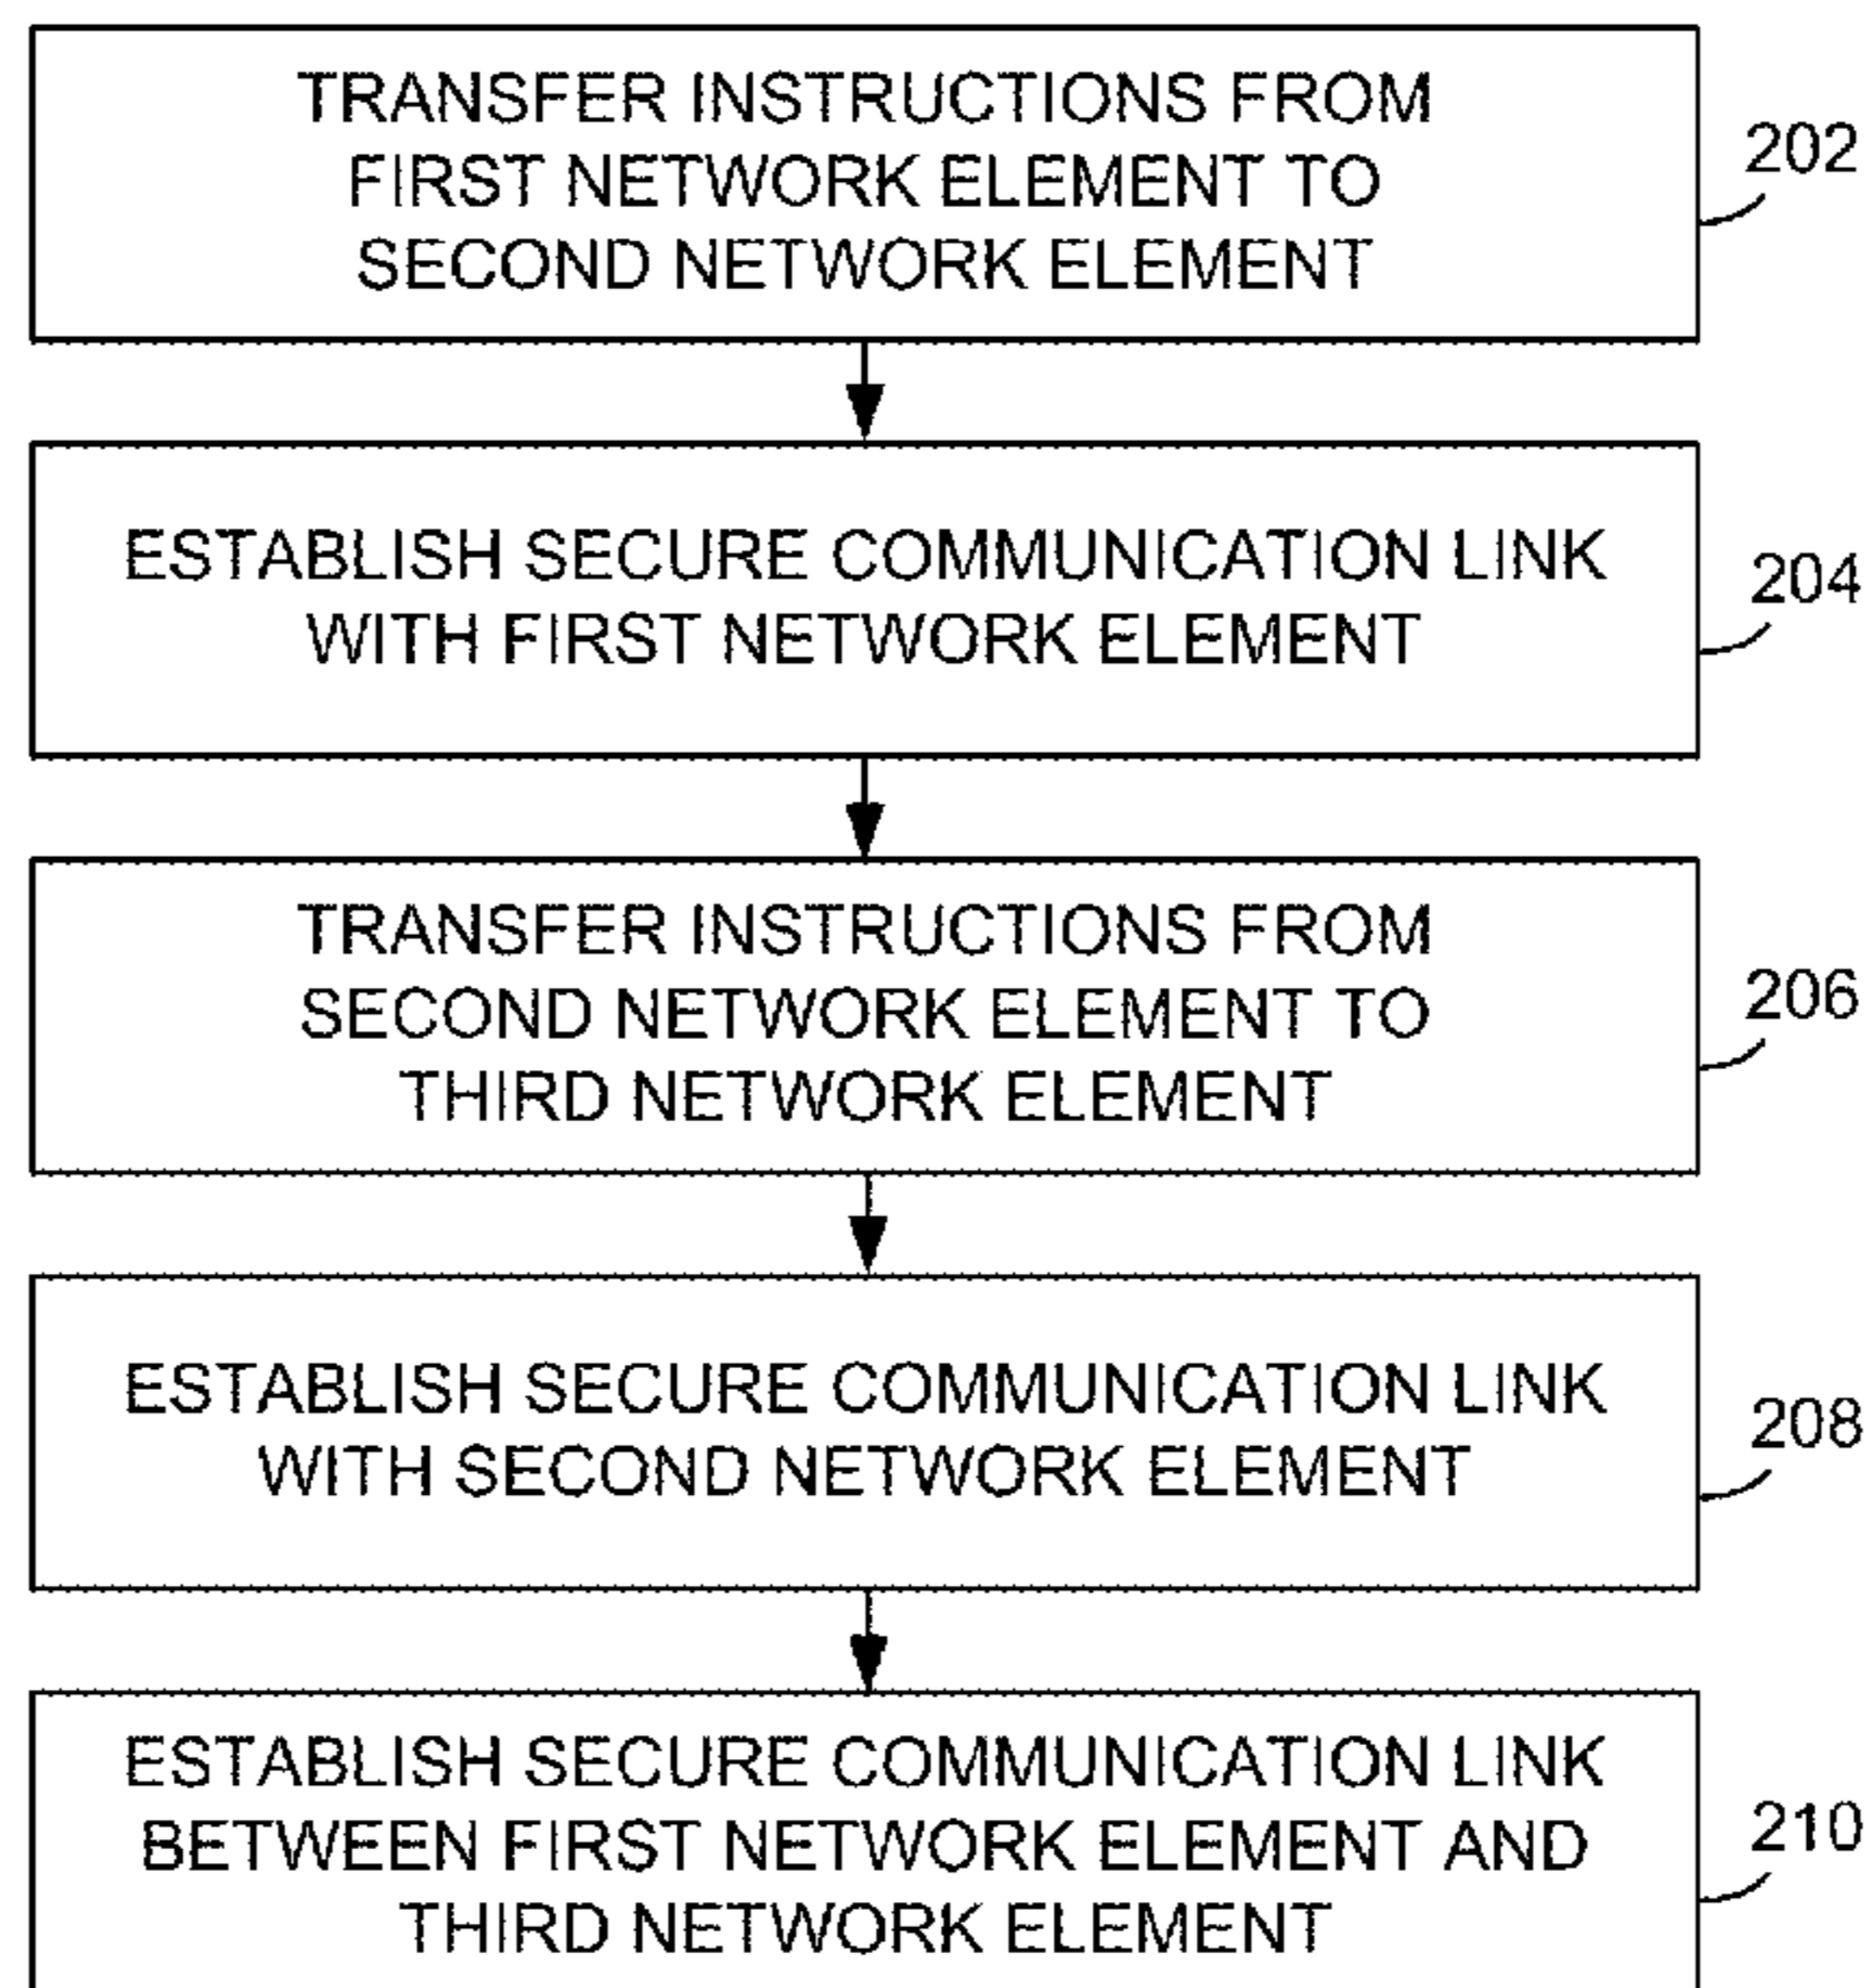 TRANSFER INSTRUCTIONS FROM
FIRST NETWORK ELEMENT TO
SECOND NETWORK ELEMENT
202
ESTABLISH SECURE COMMUNICATION LINK
WITH FIRST NETWORK ELEMENT
204
TRANSFER INSTRUCTIONS FROM
SECOND NETWORK ELEMENT TO
THIRD NETWORK ELEMENT
206
ESTABLISH SECURE COMMUNICATION LINK
WITH SECOND NETWORK ELEMENT
208
ESTABLISH SECURE COMMUNICATION LINK
BETWEEN FIRST NETWORK ELEMENT AND
THIRD NETWORK ELEMENT
210